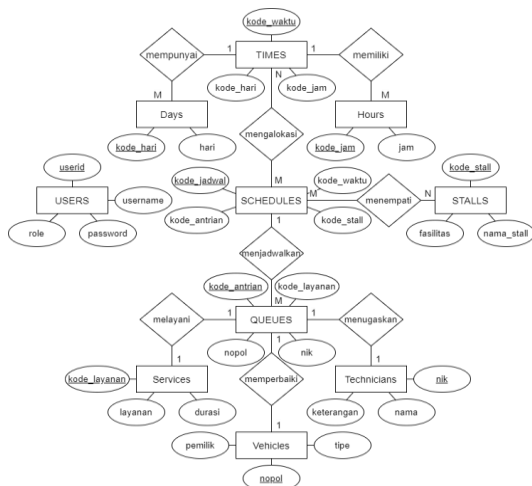 kode_waktu
mempunyai
1
TIMES
1
memiliki
kode_hari
N
kode_jam
M
M
Days
Hours
mengalokasi
kode_hari
hari
kode_jam
jam
userid
kode_jadwal
M
kode_waktu
kode_stall
USERS
username
SCHEDULES
M
menempati
N
STALLS
role
password
kode_antrian
1
kode_stall
fasilitas
nama_stall
menjadwalkan
kode_antrian
kode_layanan
M
melayani
1
QUEUES
1
menugaskan
nopol
1
nik
1
1
kode_layanan
Services
memperbaiki
Technicians
nik
layanan
durasi
keterangan
nama
1
pemilik
Vehicles
tipe
nopol